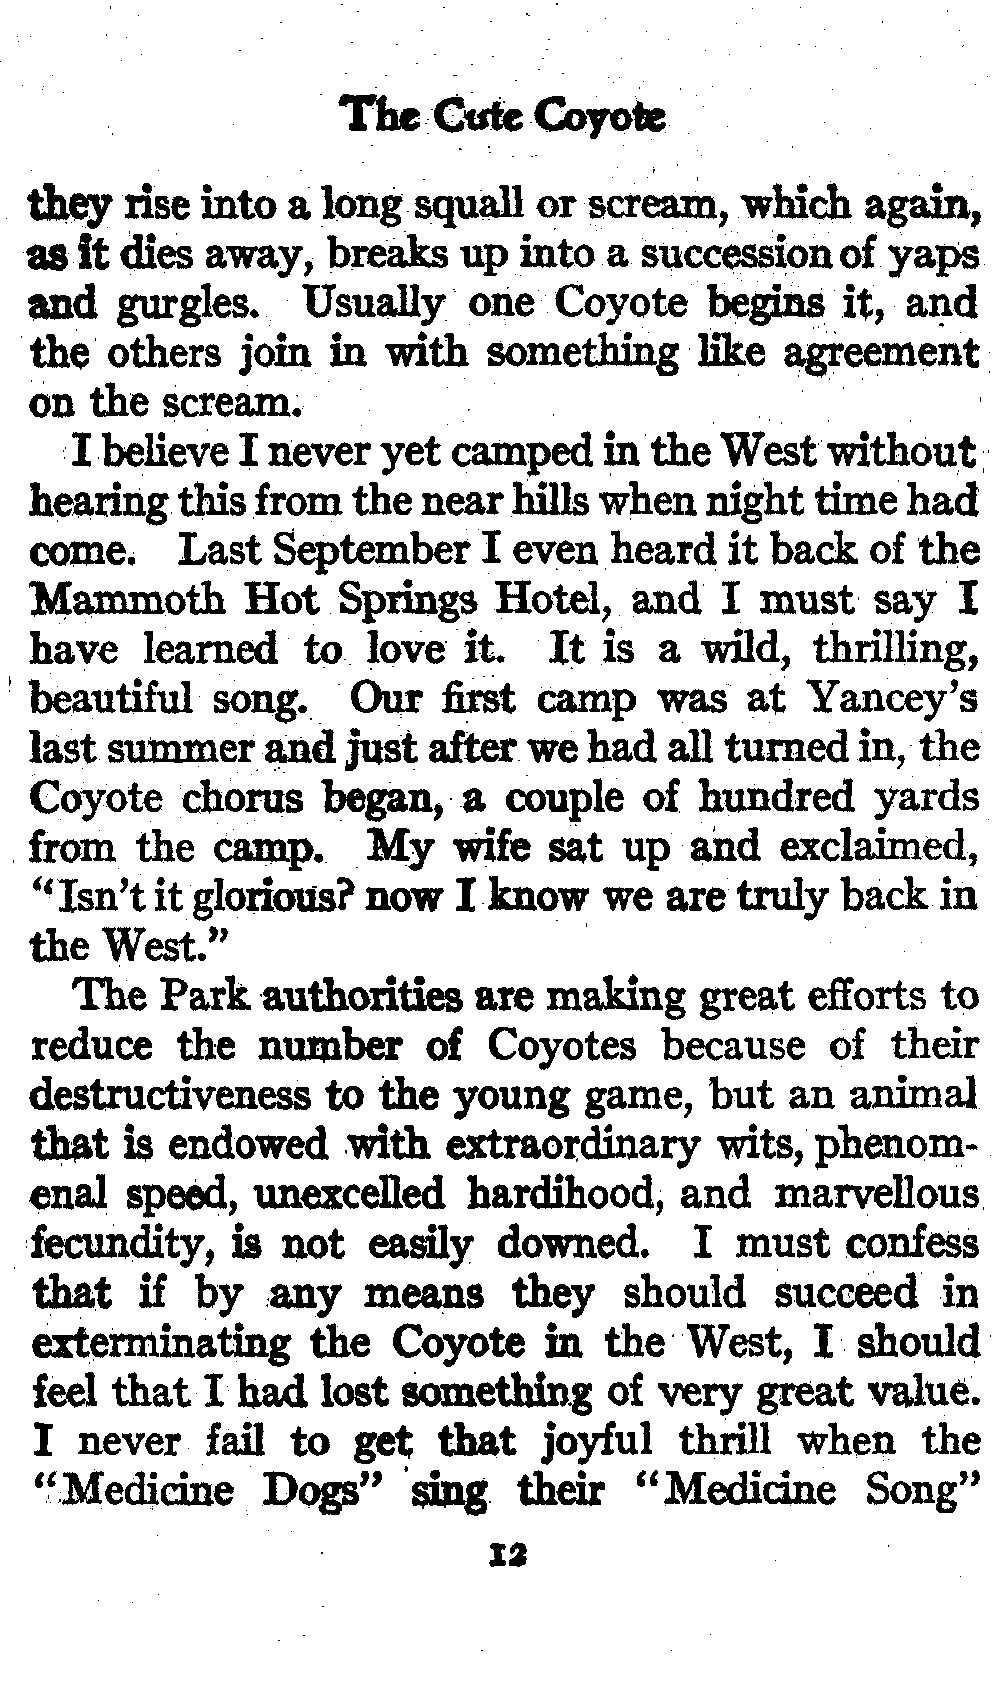 The Cute Coyote
they rise into a long squall or scream, which again,
as it dies away, breaks up into a succession of yaps
and gurgles. Usually one Coyote begins it, and
the others join in with something like agreement
on the scream.
I believe I never yet camped in the West without
hearing this from the near hills when night time had
come. Last September I even heard it back of the
Mammoth Hot Springs Hotel, and I must say I
have learned to love it. It is a wild, thrilling,
beautiful song. Our first camp was at Yancey's
last summer and just after we had all turned in, the
Coyote chorus began, a couple of hundred yards
from the camp. My wife sat up and exclaimed,
"Isn't it glorious? now I know we are truly back in
the West."
The Park authorities are making great efforts to
reduce the number of Coyotes because of their
destructiveness to the young game, but an animal
that is endowed with extraordinary wits, phenom-
enal speed, unexcelled hardihood, and marvellous
fecundity, is not easily downed. I must confess
that if by any means they should succeed in
exterminating the Coyote in the West, I should
feel that I had lost something of very great value.
I never fail to get that joyful thrill when the
"Medicine Dogs" sing their "Medicine Song"
12